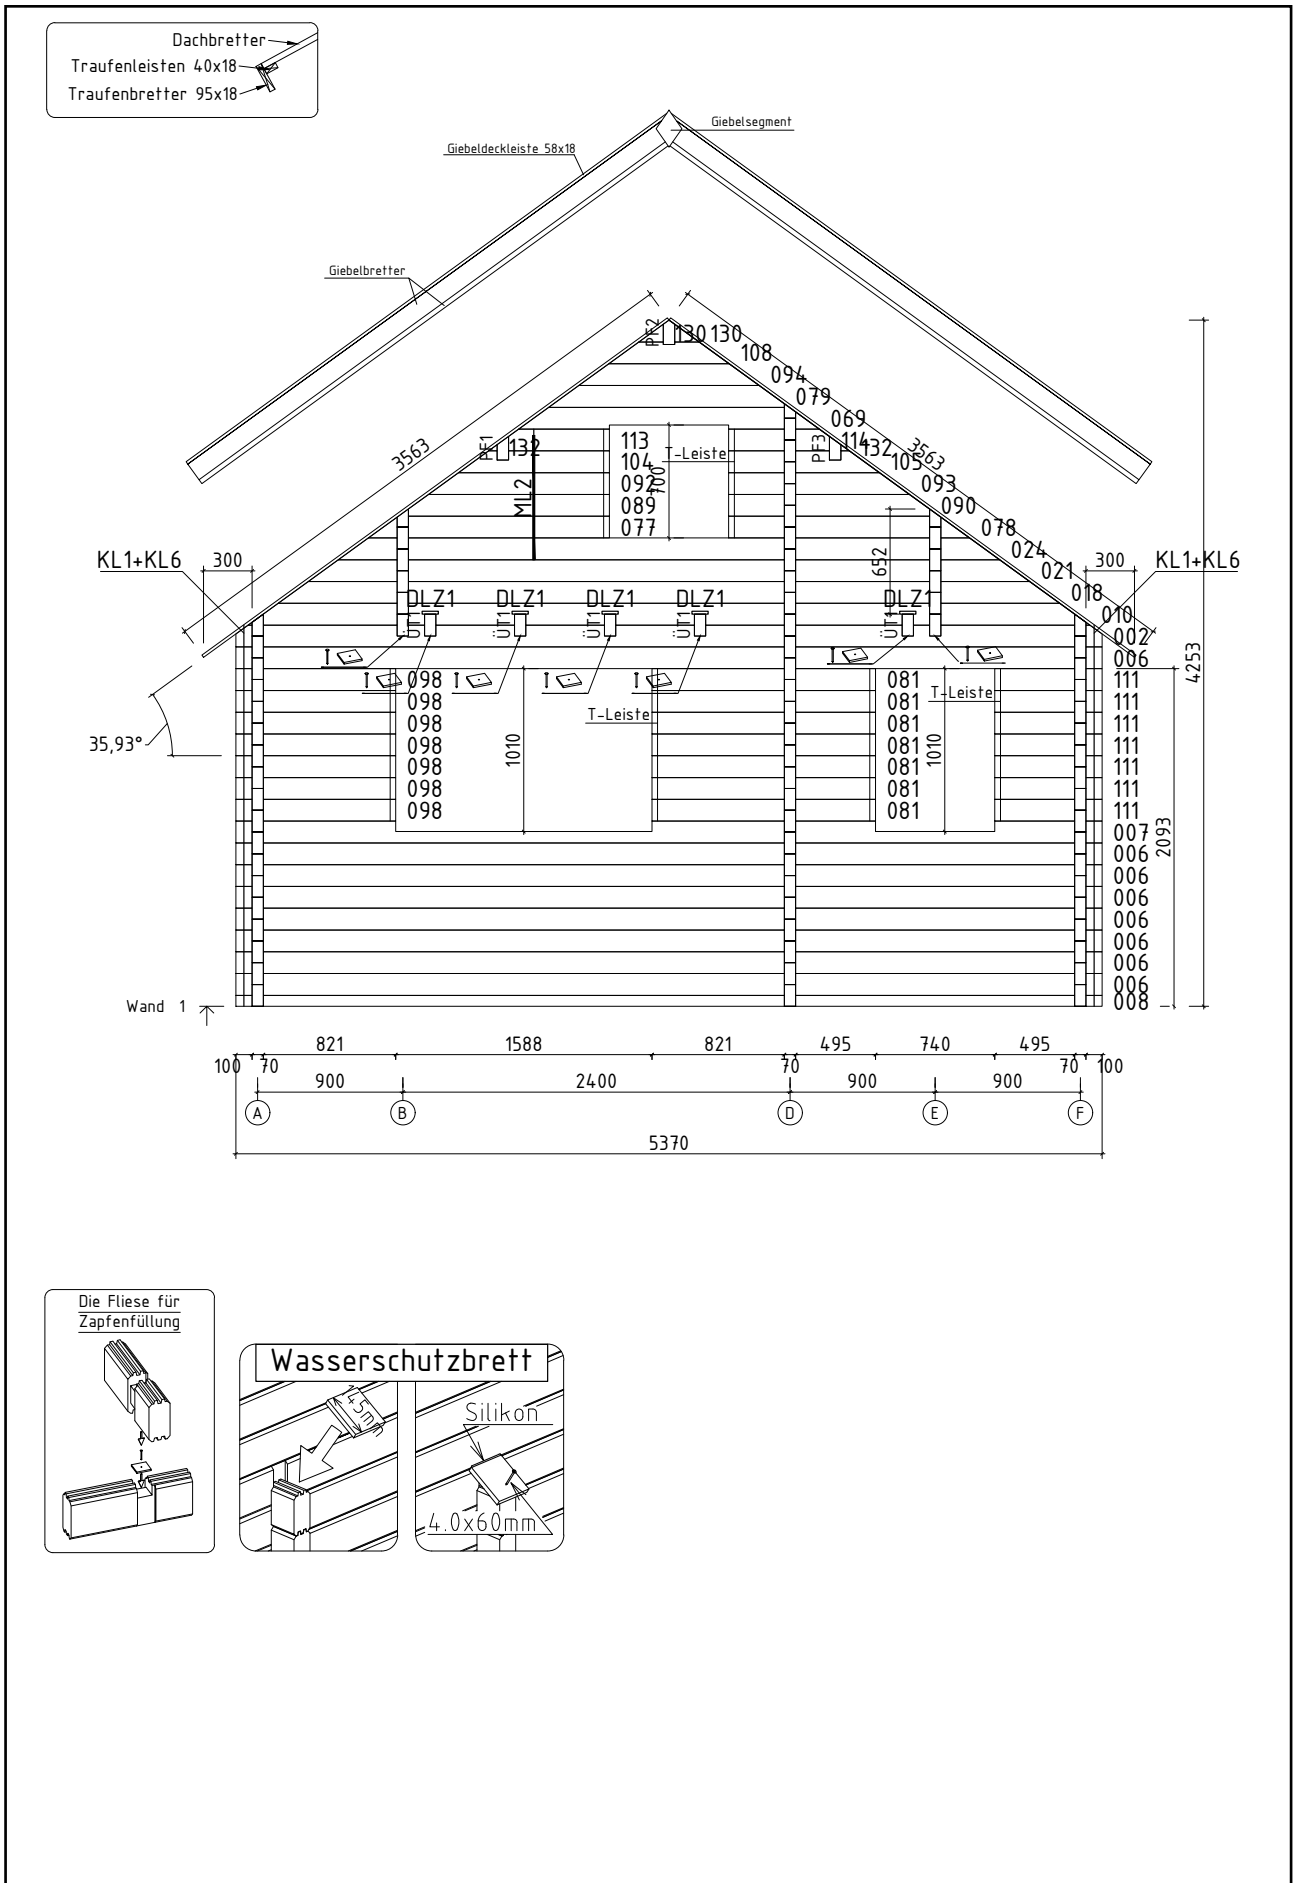 Dachbretter
Traufenleisten 40x18
Traufenbretter 95x18
Giebelsegment
Giebeldeckleiste 58x18
Giebelbretter
PF2
130 130
108
094
079
069
3563
3563
PF1
132
113
T-Leiste
PF3
114 132
104
105
092
700
093
ML2
089
090
077
078
652
024
KL1+KL6
300
021
300
KL1+KL6
018
DLZ1
DLZ1
DLZ1
DLZ1
DLZ1
ÜT1
ÜT1
ÜT1
ÜT1
ÜT1
010
002
006
4253
098
081
111
098
T-Leiste
081
T-Leiste
111
098
081
111
35,93°
098
1010
081
1010
111
098
081
111
098
081
111
098
081
111
007
2093
006
006
006
006
006
006
006
008
Wand 1
821
1588
821
495
740
495
100
70
70
70
100
900
2400
900
900
A
B
D
E
F
5370
Die Fliese für
Zapfenfüllung
Wasserschutzbrett
145mm
Silikon
4.0x60mm